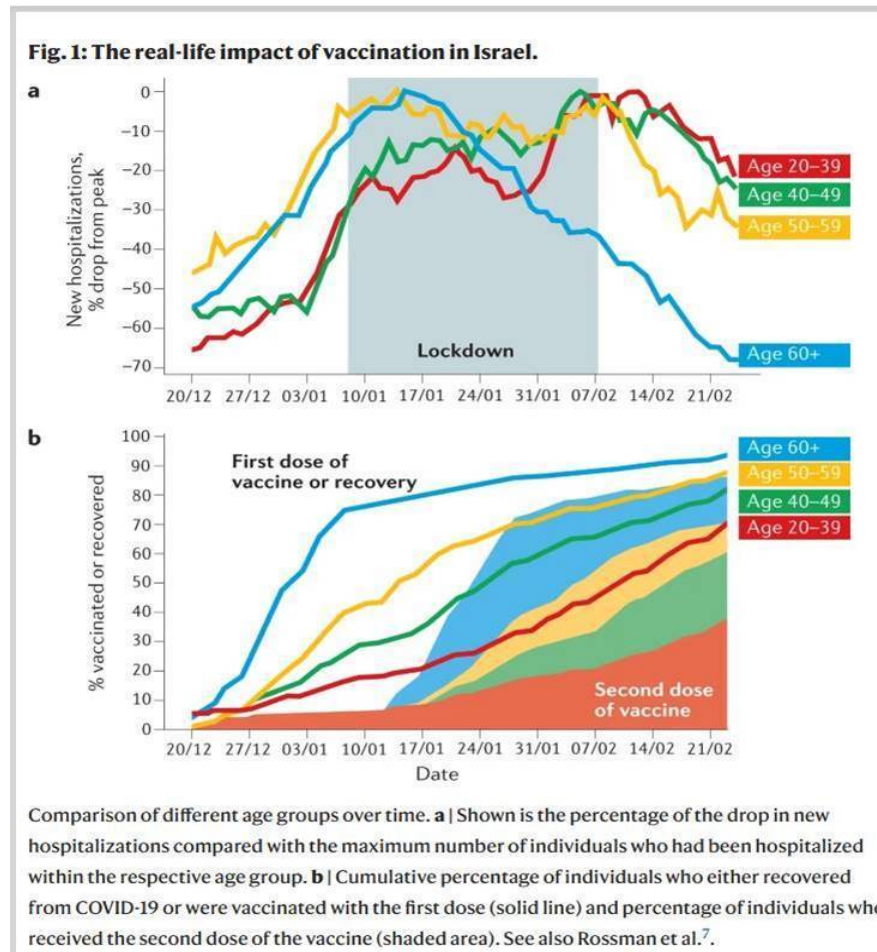 Fig. 1: The real-life impact of vaccination in Israel.
a
New hospitalizations,
% drop from peak
0
−10
−20
−30
−40
−50
−60
−70
Lockdown
Age 20–39
Age 40–49
Age 50–59
Age 60+
20/12 27/12 03/01 10/01 17/01 24/01 31/01 07/02 14/02 21/02
b
% vaccinated or recovered
100
90
80
70
60
50
40
30
20
10
0
First dose of
vaccine or recovery
Age 60+
Age 50–59
Age 40–49
Age 20–39
Second dose
of vaccine
20/12 27/12 03/01 10/01 17/01 24/01 31/01 07/02 14/02 21/02
Date
Comparison of different age groups over time. a | Shown is the percentage of the drop in new
hospitalizations compared with the maximum number of individuals who had been hospitalized
within the respective age group. b | Cumulative percentage of individuals who either recovered
from COVID-19 or were vaccinated with the first dose (solid line) and percentage of individuals who
received the second dose of the vaccine (shaded area). See also Rossman et al.7.